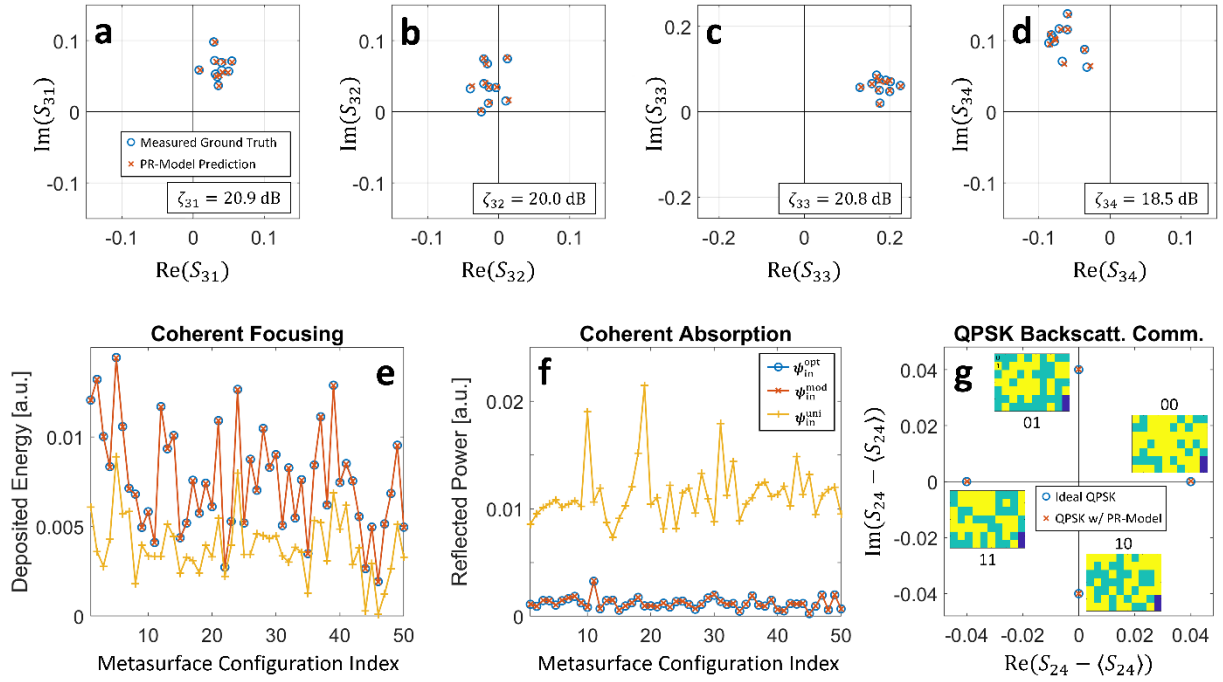 a
0.1
0
-0.1
Im(S31)
-0.1
0
0.1
Re(S31)
Measured Ground Truth
PR-Model Prediction
ζ31 = 20.9 dB
b
0.1
0
-0.1
Im(S32)
-0.1
0
0.1
Re(S32)
ζ32 = 20.0 dB
c
0.2
0
-0.2
Im(S33)
-0.2
0
0.2
Re(S33)
ζ33 = 20.8 dB
d
0.1
0
-0.1
Im(S34)
-0.1
0
0.1
Re(S34)
ζ34 = 18.5 dB
Coherent Focusing
e
Deposited Energy [a.u.]
0.01
0.005
0
10
20
30
40
50
Metasurface Configuration Index
Coherent Absorption
f
Reflected Power [a.u.]
0.02
0.01
0
10
20
30
40
50
Metasurface Configuration Index
ψ in opt
ψ in mod
ψ in uni
QPSK Backscatt. Comm.
g
Im(S24 − ⟨S24⟩)
0.04
0.02
0
-0.02
-0.04
-0.04
-0.02
0
0.02
0.04
Re(S24 − ⟨S24⟩)
01
00
11
10
Ideal QPSK
QPSK w/ PR-Model